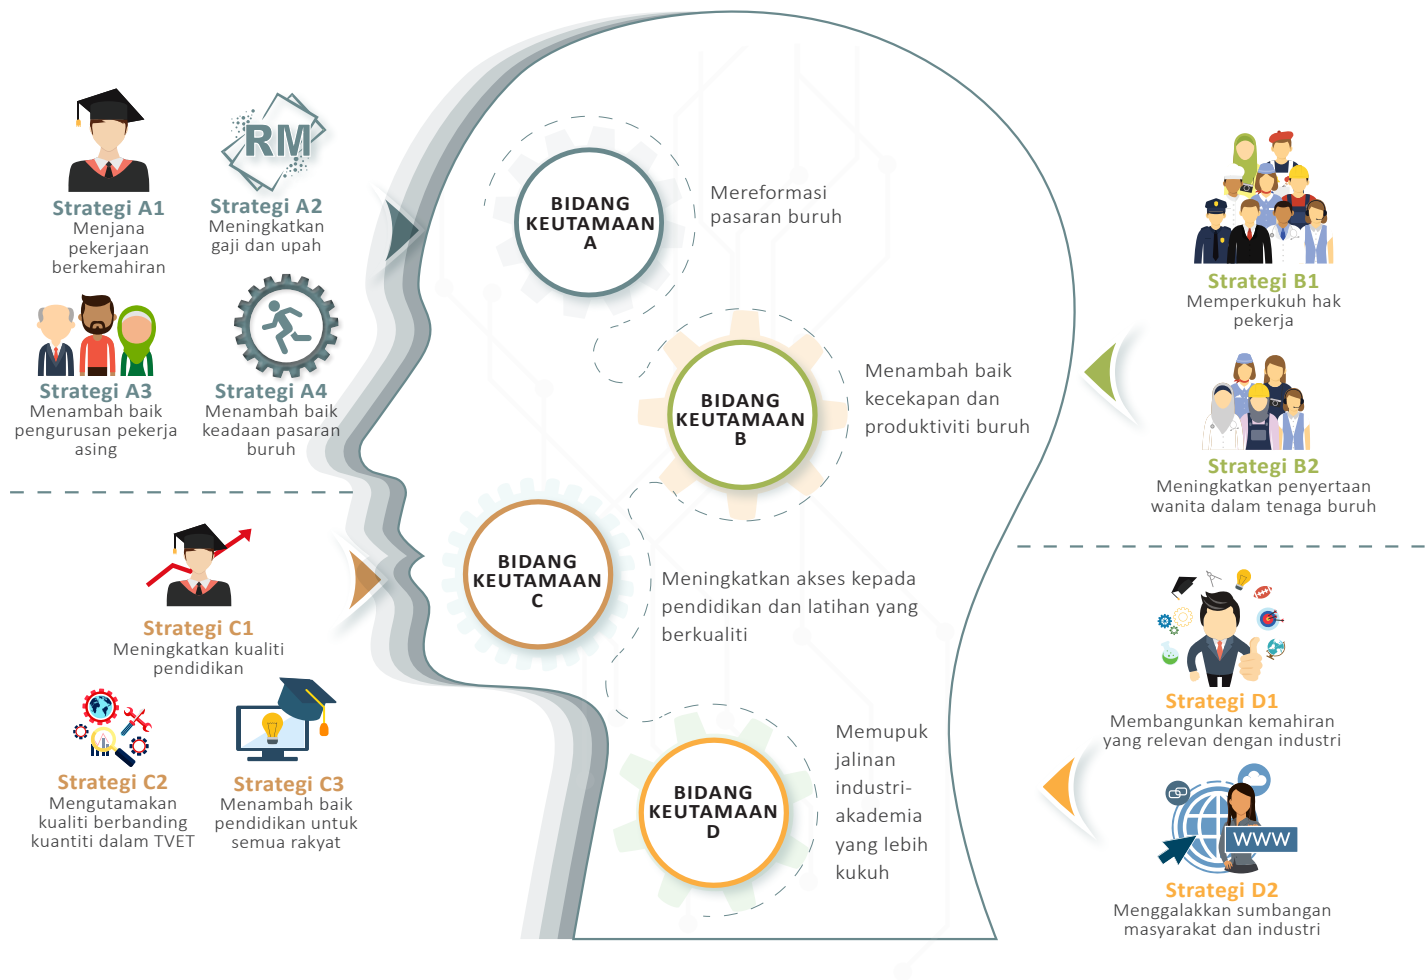 RM
Strategi A1
Menjana
pekerjaan
berkemahiran
Strategi A2
Meningkatkan
gaji dan upah
Strategi A3
Menambah baik
pengurusan pekerja
asing
Strategi A4
Menambah baik
keadaan pasaran
buruh
BIDANG
KEUTAMAAN
A
Mereformasi
pasaran buruh
BIDANG
KEUTAMAAN
B
Menambah baik
kecekapan dan
produktiviti buruh
Strategi B1
Memperkukuh hak
pekerja
Strategi B2
Meningkatkan penyertaan
wanita dalam tenaga buruh
Strategi C1
Meningkatkan kualiti
pendidikan
Strategi C2
Mengutamakan
kualiti berbanding
kuantiti dalam TVET
Strategi C3
Menambah baik
pendidikan untuk
semua rakyat
BIDANG
KEUTAMAAN
C
Meningkatkan akses kepada
pendidikan dan latihan yang
berkualiti
BIDANG
KEUTAMAAN
D
Memupuk
jalinan
industri-
akademia
yang lebih
kukuh
Strategi D1
Membangunkan kemahiran
yang relevan dengan industri
WWW
Strategi D2
Menggalakkan sumbangan
masyarakat dan industri